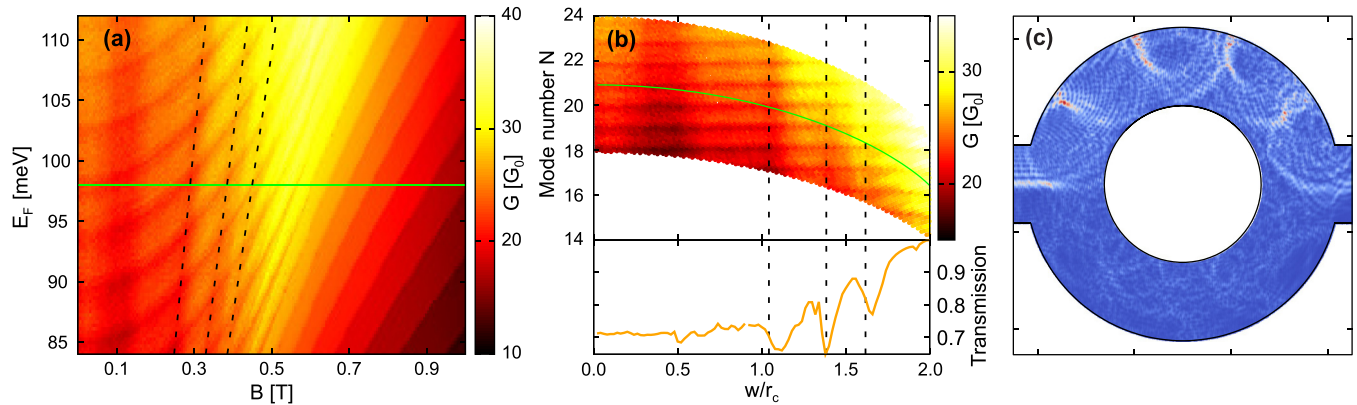 (a)
E_F [meV]
110
105
100
95
90
85
0.1 0.3 0.5 0.7 0.9
B [T]
40
30
20
10
G [G₀]
(b)
Mode number N
24
22
20
18
16
14
30
20
G [G₀]
0.9
0.8
0.7
Transmission
0.0 0.5 1.0 1.5 2.0
w/r_c
(c)